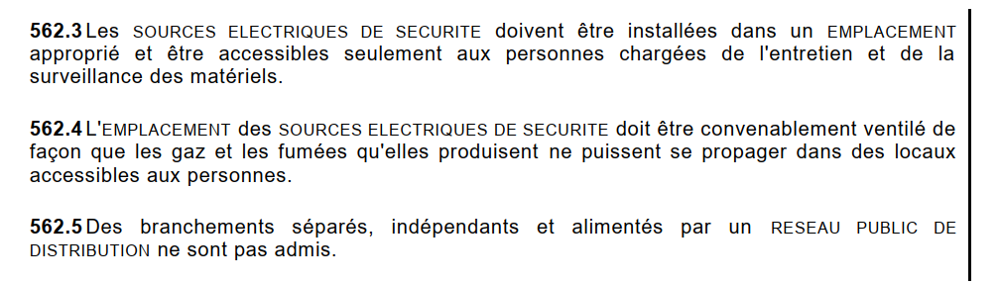 562.3 Les SOURCES ELECTRIQUES DE SECURITE doivent être installées dans un EMPLACEMENT
approprié et être accessibles seulement aux personnes chargées de l'entretien et de la
surveillance des matériels.
562.4 L'EMPLACEMENT des SOURCES ELECTRIQUES DE SECURITE doit être convenablement ventilé de
façon que les gaz et les fumées qu'elles produisent ne puissent se propager dans des locaux
accessibles aux personnes.
562.5 Des branchements séparés, indépendants et alimentés par un RESEAU PUBLIC DE
DISTRIBUTION ne sont pas admis.